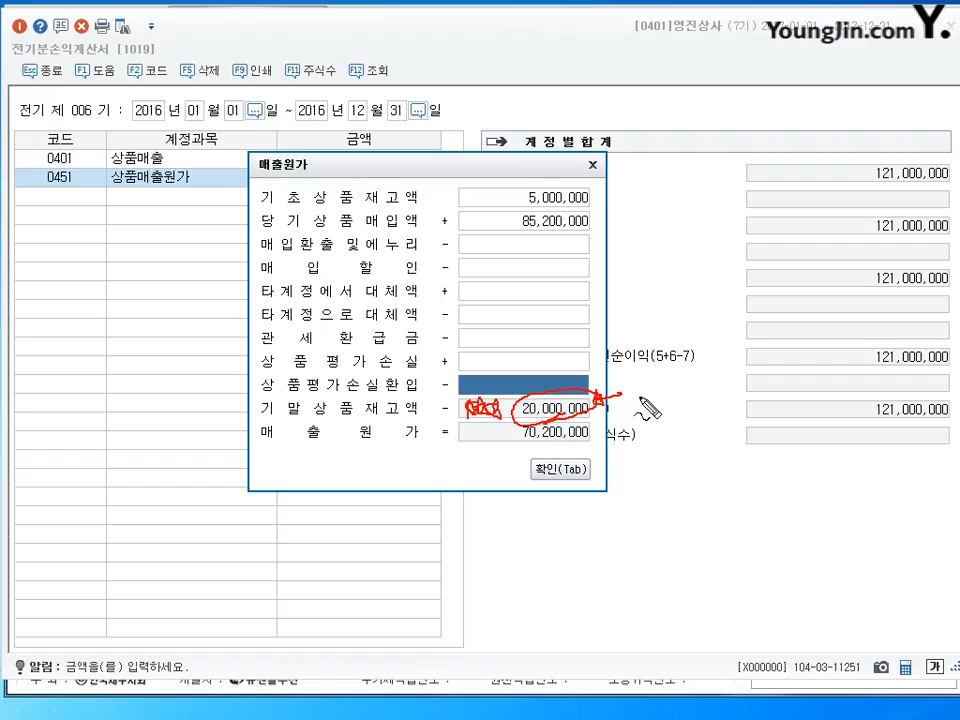 [0401]영진상사 (7기)
YoungJin.com Y.
전기분손익계산서 [1019]
Esc 종료 F1 도움 F2 코드 F5 삭제 F9 인쇄 F11 주식수 F12 조회
전기 제 006 기 : 2016 년 01 월 01 일 ~ 2016 년 12 월 31 일
코드 계정과목 금액
계 정 별 합 계
0401 상품매출
0451 상품매출원가
매출원가 x
기 초 상 품 재 고 액 5,000,000
당 기 상 품 매 입 액 + 85,200,000
매 입 환 출 및 에 누 리 -
매 입 할 인 -
타 계 정 에 서 대 체 액 +
타 계 정 으 로 대 체 액 -
관 세 환 급 금 -
상 품 평 가 손 실 +
상 품 평 가 손 실 환 입 -
기 말 상 품 재 고 액 - 20,000,000
매 출 원 가 = 70,200,000
확인(Tab)
121,000,000
121,000,000
121,000,000
순이익(5+6-7) 121,000,000
121,000,000
식수)
알림 : 금액을(를) 입력하세요.
[X000000] 104-03-11251 가